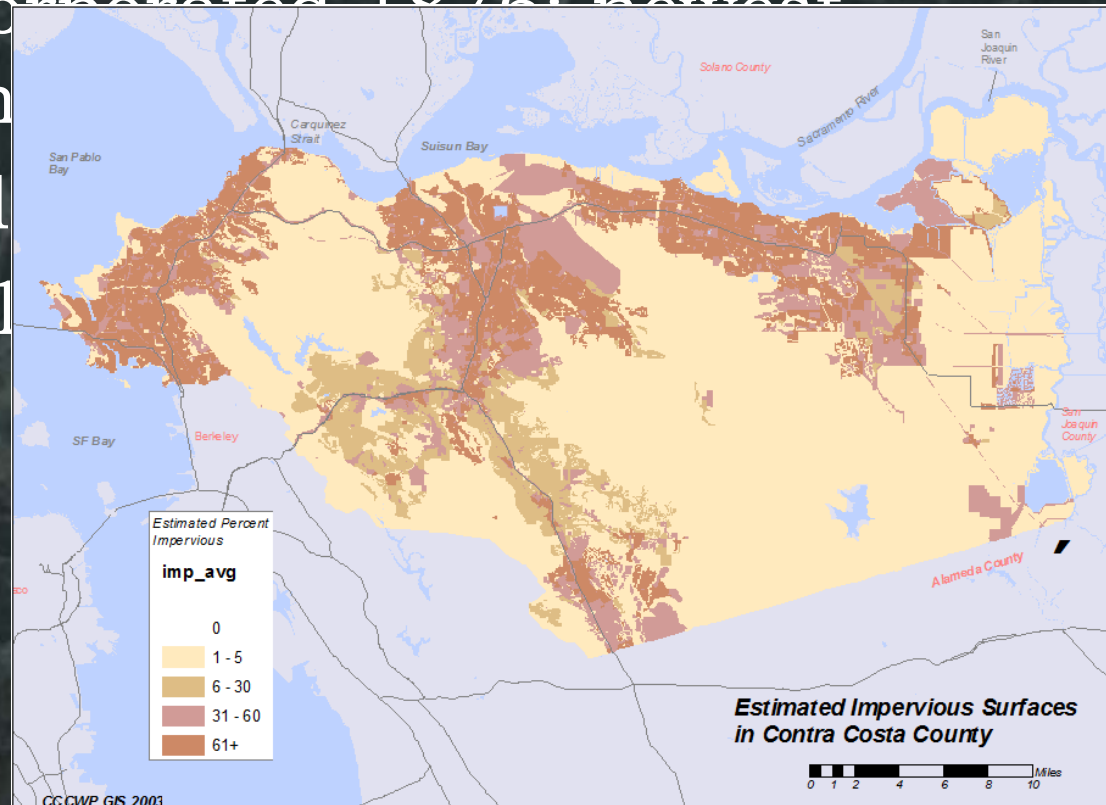 San
Joaquin
River
Solano County
Sacramento River
Carquinez
Strait
Suisun Bay
San Pablo
Bay
SF Bay
Berkeley
San
Joaquin
County
Alameda County
Estimated Percent
Impervious
imp_avg
0
1 - 5
6 - 30
31 - 60
61+
Estimated Impervious Surfaces
in Contra Costa County
Miles
0 1 2 4 6 8 10
CCCWP GIS 2003